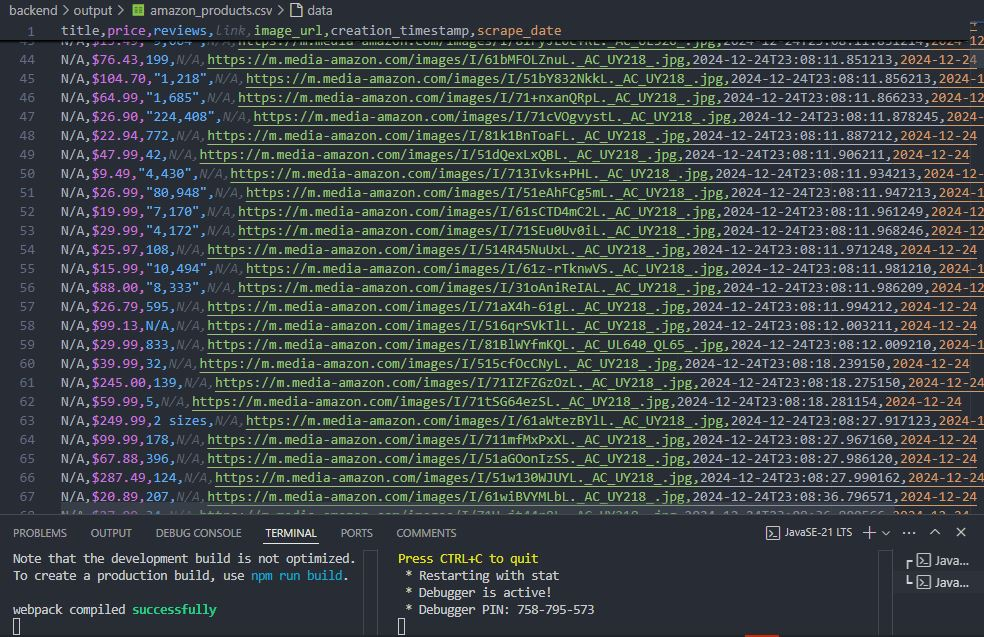 backend > output > amazon_products.csv > data
1 title,price,reviews,Link,image_url,creation_timestamp,scrape_date
44 N/A,$76.43,199,N/A,https://m.media-amazon.com/images/I/61bMFOLZnuL._AC_UY218_.jpg,2024-12-24T23:08:11.851213,2024-12-24
45 N/A,$104.70,"1,218",N/A,https://m.media-amazon.com/images/I/51bY832NkkL._AC_UY218_.jpg,2024-12-24T23:08:11.856213,2024-12-
46 N/A,$64.99,"1,685",N/A,https://m.media-amazon.com/images/I/71+nxanQRpL._AC_UY218_.jpg,2024-12-24T23:08:11.866233,2024-12-
47 N/A,$26.90,"224,408",N/A,https://m.media-amazon.com/images/I/71cVOgvystL._AC_UY218_.jpg,2024-12-24T23:08:11.878245,2024-1
48 N/A,$22.94,772,N/A,https://m.media-amazon.com/images/I/81k1BnToaFL._AC_UY218_.jpg,2024-12-24T23:08:11.887212,2024-12-24
49 N/A,$47.99,42,N/A,https://m.media-amazon.com/images/I/51dQexLxQBL._AC_UY218_.jpg,2024-12-24T23:08:11.906211,2024-12-24
50 N/A,$9.49,"4,430",N/A,https://m.media-amazon.com/images/I/713Ivks+PHL._AC_UY218_.jpg,2024-12-24T23:08:11.934213,2024-12-2
51 N/A,$26.99,"80,948",N/A,https://m.media-amazon.com/images/I/51eAhFCg5mL._AC_UY218_.jpg,2024-12-24T23:08:11.947213,2024-12
52 N/A,$19.99,"7,170",N/A,https://m.media-amazon.com/images/I/61sCTD4mC2L._AC_UY218_.jpg,2024-12-24T23:08:11.961249,2024-12-
53 N/A,$29.99,"4,172",N/A,https://m.media-amazon.com/images/I/71SEu0Uv0iL._AC_UY218_.jpg,2024-12-24T23:08:11.968246,2024-12-
54 N/A,$25.97,108,N/A,https://m.media-amazon.com/images/I/514R45NuUxL._AC_UY218_.jpg,2024-12-24T23:08:11.971248,2024-12-24
55 N/A,$15.99,"10,494",N/A,https://m.media-amazon.com/images/I/61z-rTknwVS._AC_UY218_.jpg,2024-12-24T23:08:11.981210,2024-12
56 N/A,$88.00,"8,333",N/A,https://m.media-amazon.com/images/I/31oAniReIAL._AC_UY218_.jpg,2024-12-24T23:08:11.986209,2024-12-
57 N/A,$26.79,595,N/A,https://m.media-amazon.com/images/I/71aX4h-61gL._AC_UY218_.jpg,2024-12-24T23:08:11.994212,2024-12-24
58 N/A,$99.13,N/A,N/A,https://m.media-amazon.com/images/I/516qrSVkTlL._AC_UY218_.jpg,2024-12-24T23:08:12.003211,2024-12-24
59 N/A,$29.99,833,N/A,https://m.media-amazon.com/images/I/81BlWYfmKQL._AC_UL640_QL65_.jpg,2024-12-24T23:08:12.009210,2024-12-
60 N/A,$39.99,32,N/A,https://m.media-amazon.com/images/I/515cfOcCNyL._AC_UY218_.jpg,2024-12-24T23:08:18.239150,2024-12-24
61 N/A,$245.00,139,N/A,https://m.media-amazon.com/images/I/71IZFZGzOzL._AC_UY218_.jpg,2024-12-24T23:08:18.275150,2024-12-24
62 N/A,$59.99,5,N/A,https://m.media-amazon.com/images/I/71tSG64ezSL._AC_UY218_.jpg,2024-12-24T23:08:18.281154,2024-12-24
63 N/A,$249.99,2 sizes,N/A,https://m.media-amazon.com/images/I/61aWtezBYlL._AC_UY218_.jpg,2024-12-24T23:08:27.917123,2024-1
64 N/A,$99.99,178,N/A,https://m.media-amazon.com/images/I/711mfMxPxXL._AC_UY218_.jpg,2024-12-24T23:08:27.967160,2024-12-24
65 N/A,$67.88,396,N/A,https://m.media-amazon.com/images/I/51aGOonIzSS._AC_UY218_.jpg,2024-12-24T23:08:27.986120,2024-12-24
66 N/A,$287.49,124,N/A,https://m.media-amazon.com/images/I/51w130WJUYL._AC_UY218_.jpg,2024-12-24T23:08:27.990162,2024-12-24
67 N/A,$20.89,207,N/A,https://m.media-amazon.com/images/I/61wiBVYMLbL._AC_UY218_.jpg,2024-12-24T23:08:36.796571,2024-12-24
PROBLEMS OUTPUT DEBUG CONSOLE TERMINAL PORTS COMMENTS JavaSE-21 LTS
Note that the development build is not optimized.
To create a production build, use npm run build.
webpack compiled successfully
Press CTRL+C to quit
* Restarting with stat
* Debugger is active!
* Debugger PIN: 758-795-573
Java...
Java...